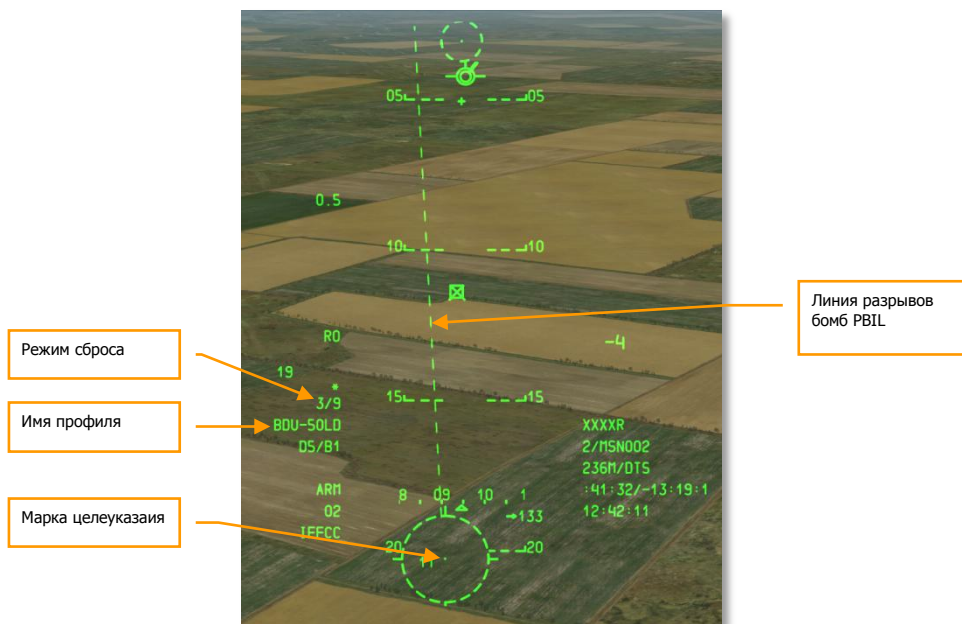 05 05
0.5
10 10
Линия разрывов
бомб PBIL
RO
-4
Режим сброса
19
*
3/9
15 15
Имя профиля
BDU-50LD
XXXXR
D5/B1
2/MSN002
236M/DTS
ARM
8 . 09 10 . 1
:41:32/-13:19:1
Марка целеуказаия
02
→133
12:42:11
IFFCC
20 20